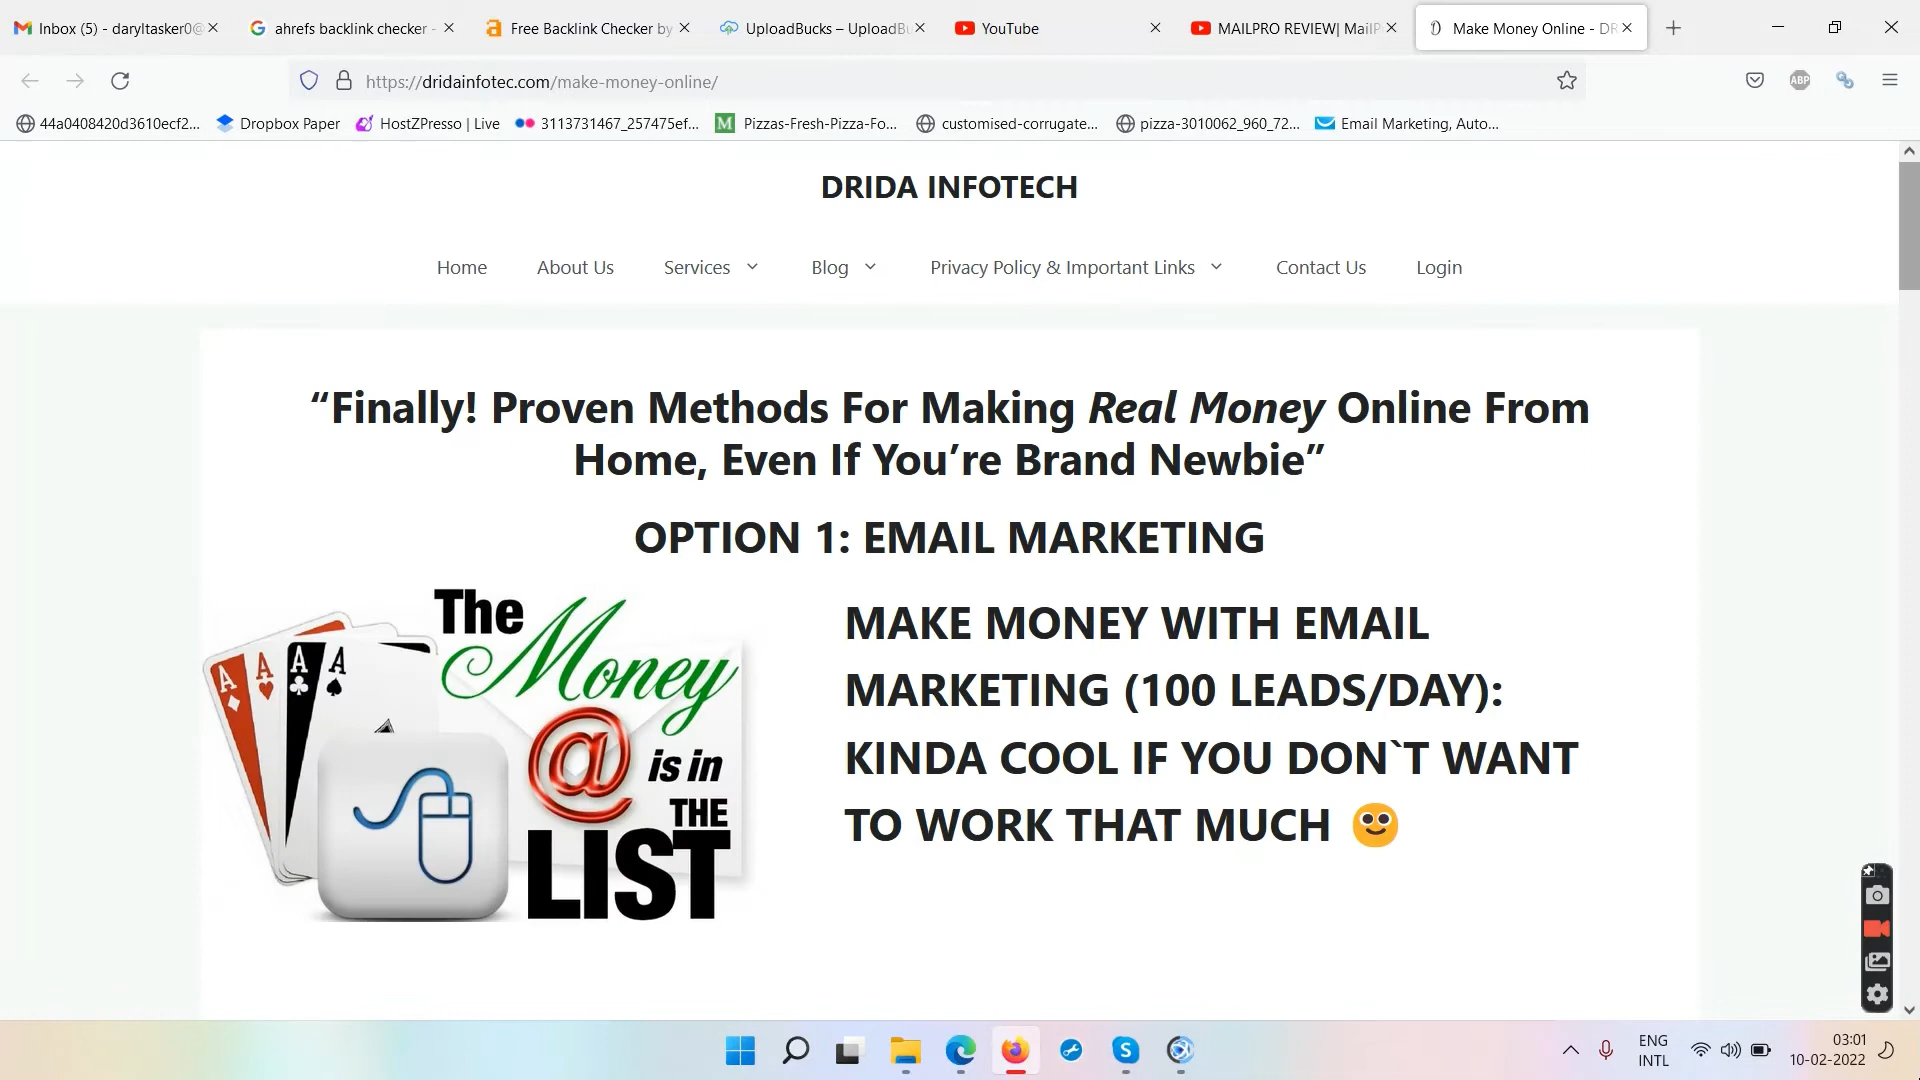 Inbox (5) - daryltasker0@
ahrefs backlink checker -
Free Backlink Checker by
UploadBucks – UploadBu
YouTube
MAILPRO REVIEW| MailP
Make Money Online - DR
https://dridainfotec.com/make-money-online/
ABP
44a0408420d3610ecf2...
Dropbox Paper
HostZPresso | Live
3113731467_257475ef...
M Pizzas-Fresh-Pizza-Fo...
customised-corrugate...
pizza-3010062_960_72...
Email Marketing, Auto...
DRIDA INFOTECH
Home
About Us
Services
Blog
Privacy Policy & Important Links
Contact Us
Login
“Finally! Proven Methods For Making Real Money Online From
Home, Even If You’re Brand Newbie”
OPTION 1: EMAIL MARKETING
The
Money
@ is in
THE
LIST
A A A A
MAKE MONEY WITH EMAIL
MARKETING (100 LEADS/DAY):
KINDA COOL IF YOU DON`T WANT
TO WORK THAT MUCH
ENG
INTL
03:01
10-02-2022